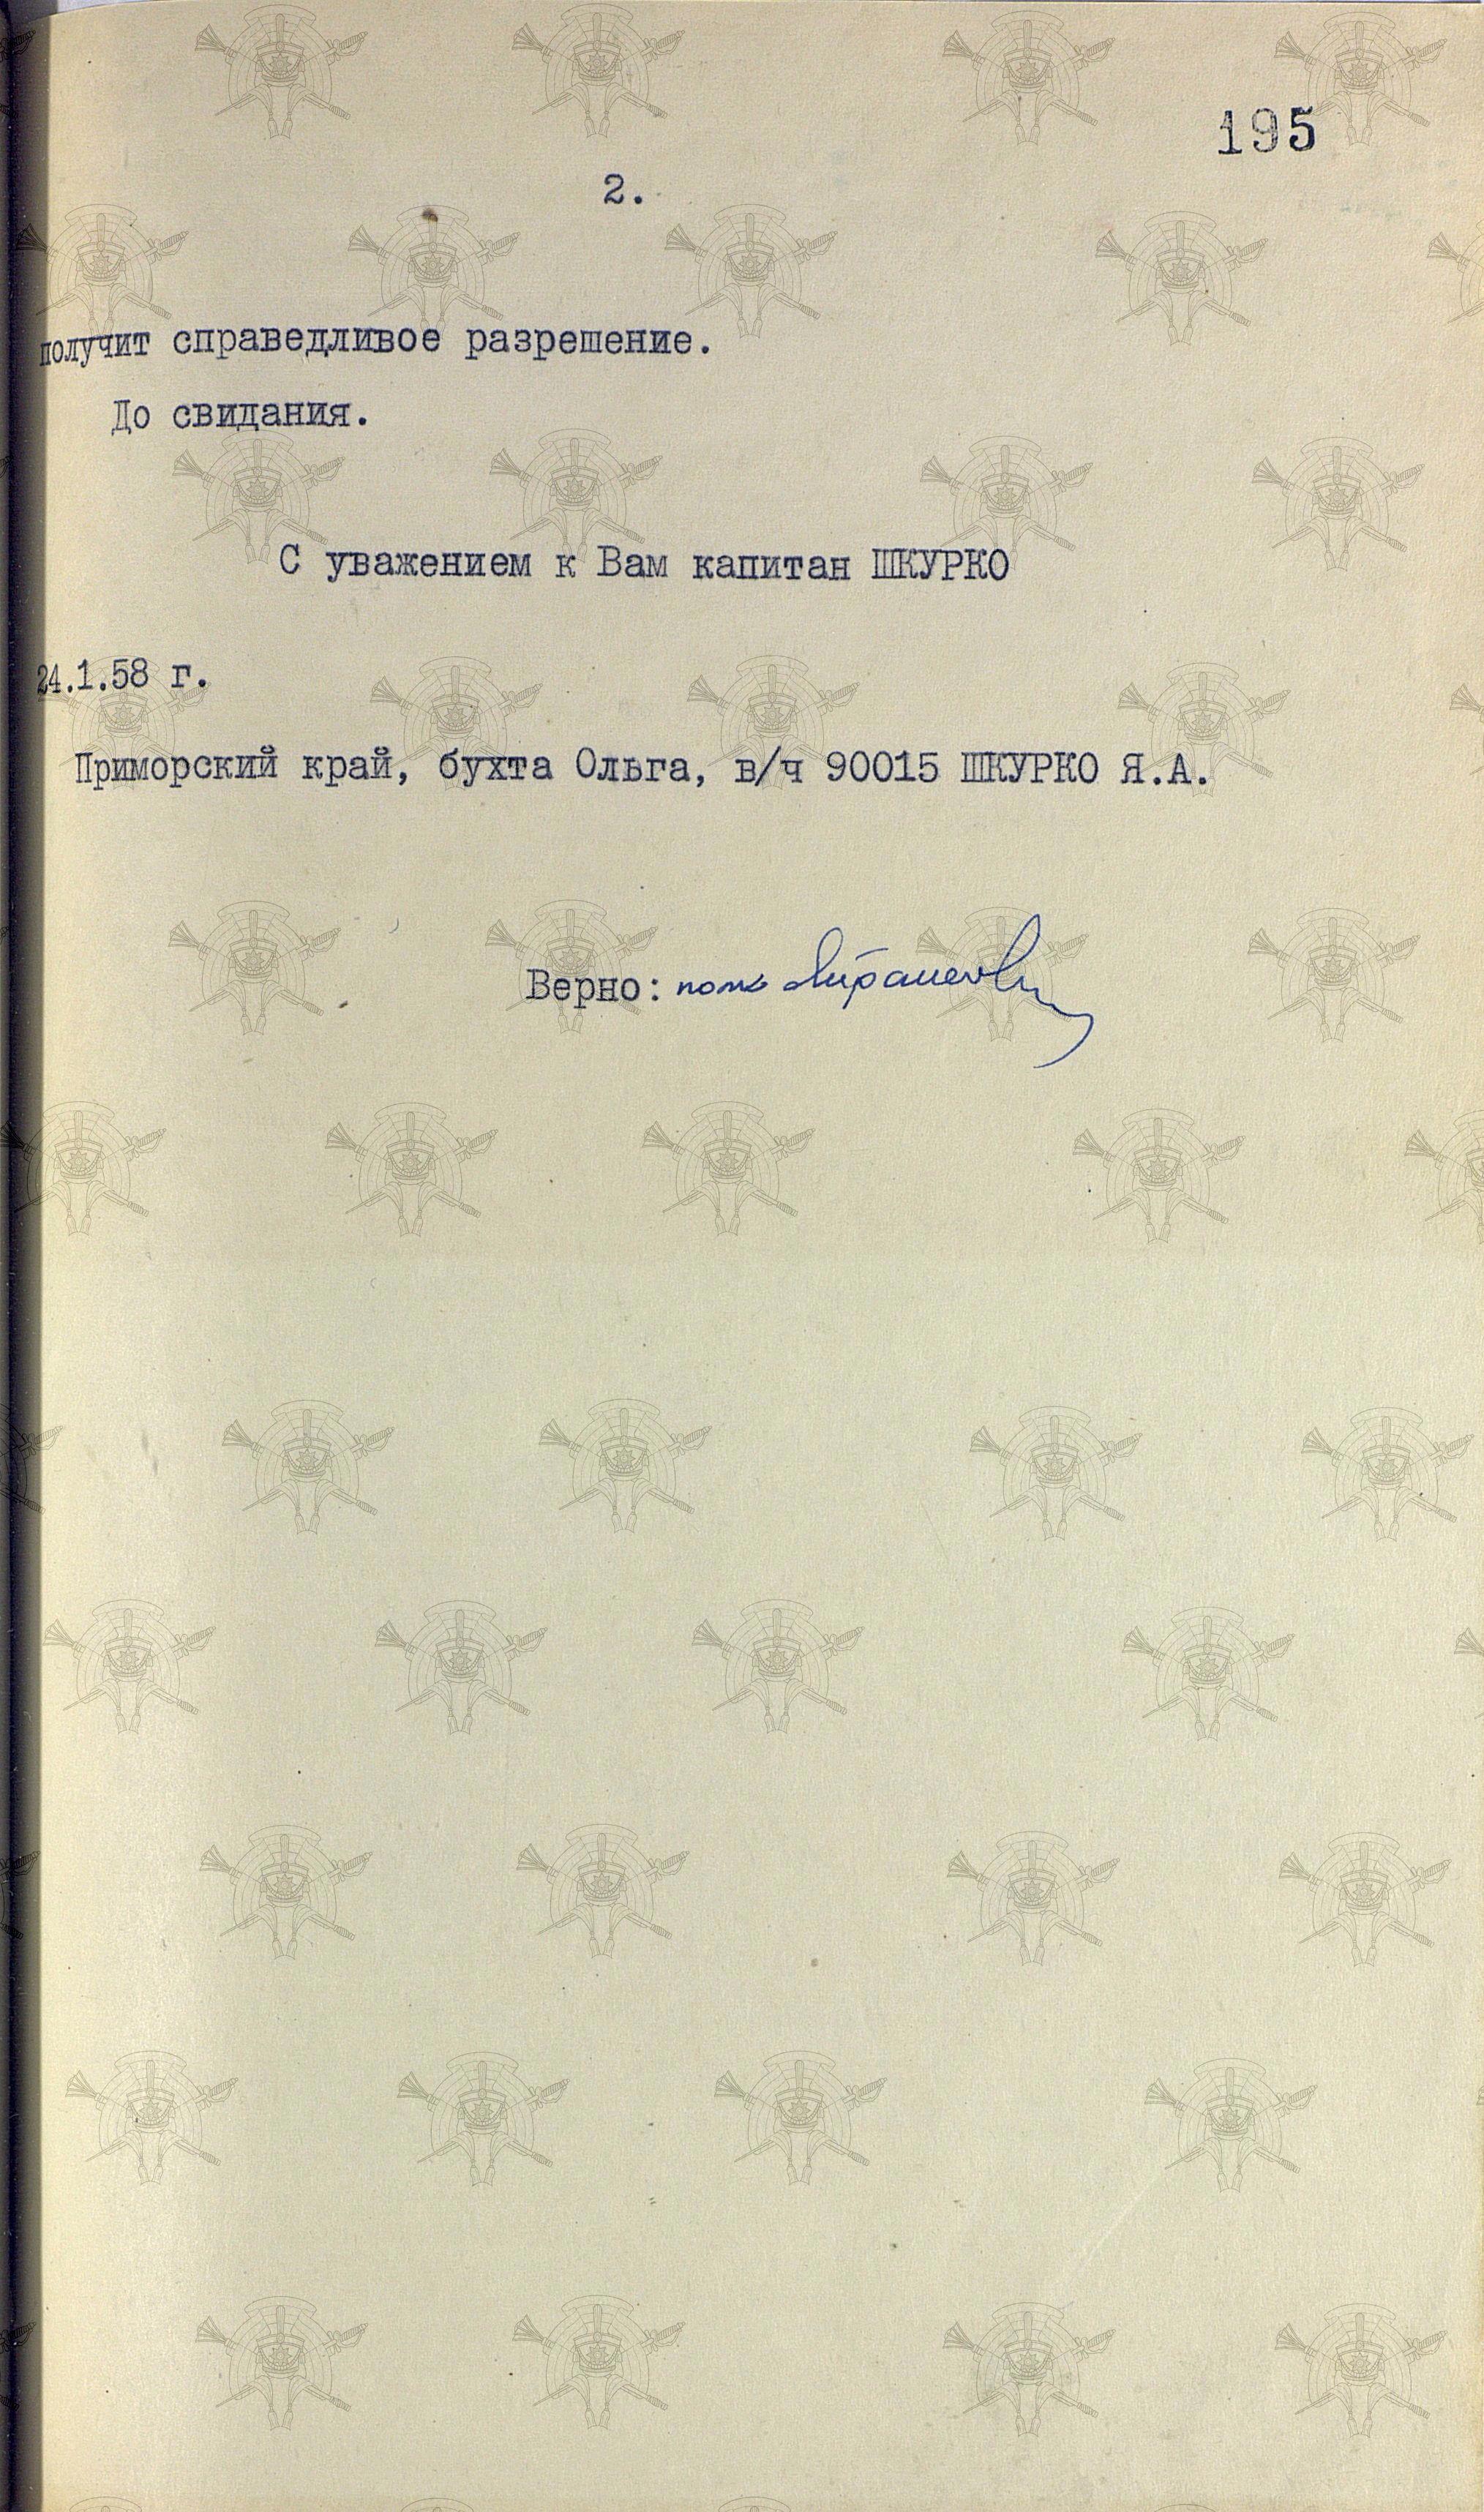 195
2.
получит справедливое разрешение.
До свидания.
С уважением к Вам капитан ШКУРКО
24.1.58 г.
Приморский край, бухта Ольга, в/ч 90015 ШКУРКО Я.А.
Верно: